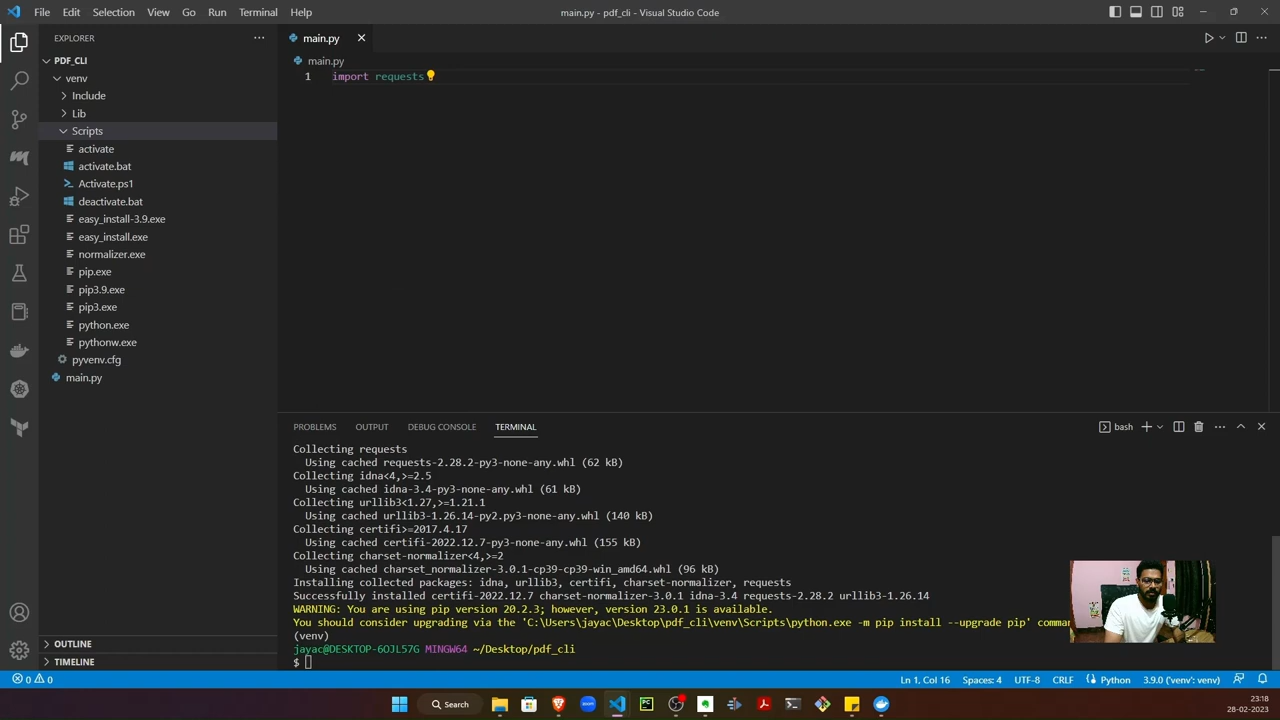 File Edit Selection View Go Run Terminal Help
main.py - pdf_cli - Visual Studio Code
EXPLORER
PDF_CLI
venv
Include
Lib
Scripts
activate
activate.bat
Activate.ps1
deactivate.bat
easy_install-3.9.exe
easy_install.exe
normalizer.exe
pip.exe
pip3.9.exe
pip3.exe
python.exe
pythonw.exe
pyvenv.cfg
main.py
OUTLINE
TIMELINE
main.py
main.py
1 import requests
PROBLEMS OUTPUT DEBUG CONSOLE TERMINAL
bash
Collecting requests
Using cached requests-2.28.2-py3-none-any.whl (62 kB)
Collecting idna<4,>=2.5
Using cached idna-3.4-py3-none-any.whl (61 kB)
Collecting urllib3<1.27,>=1.21.1
Using cached urllib3-1.26.14-py2.py3-none-any.whl (140 kB)
Collecting certifi>=2017.4.17
Using cached certifi-2022.12.7-py3-none-any.whl (155 kB)
Collecting charset-normalizer<4,>=2
Using cached charset_normalizer-3.0.1-cp39-cp39-win_amd64.whl (96 kB)
Installing collected packages: idna, urllib3, certifi, charset-normalizer, requests
Successfully installed certifi-2022.12.7 charset-normalizer-3.0.1 idna-3.4 requests-2.28.2 urllib3-1.26.14
WARNING: You are using pip version 20.2.3; however, version 23.0.1 is available.
You should consider upgrading via the 'C:\Users\jayac\Desktop\pdf_cli\venv\Scripts\python.exe -m pip install --upgrade pip' comma
(venv)
jayac@DESKTOP-6OJL57G MINGW64 ~/Desktop/pdf_cli
$
0 0
Ln 1, Col 16 Spaces: 4 UTF-8 CRLF Python 3.9.0 ('venv': venv)
Search
23:18
28-02-2023